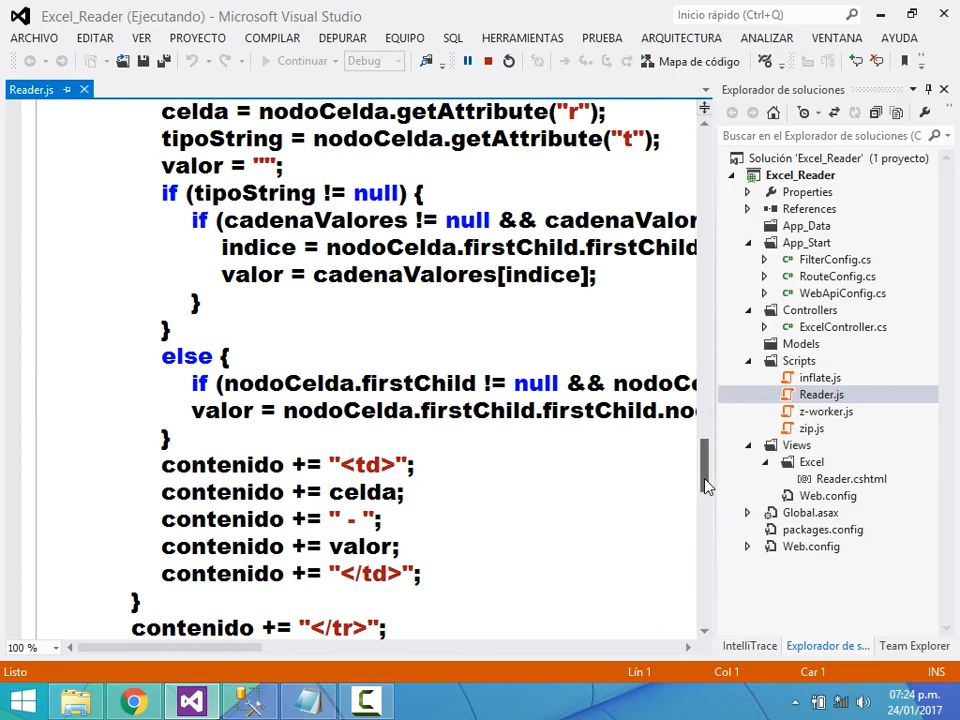 Excel_Reader (Ejecutando) - Microsoft Visual Studio
Inicio rápido (Ctrl+Q)
ARCHIVO EDITAR VER PROYECTO COMPILAR DEPURAR EQUIPO SQL HERRAMIENTAS PRUEBA ARQUITECTURA ANALIZAR VENTANA AYUDA
Continuar Debug Mapa de código
Reader.js
celda = nodoCelda.getAttribute("r");
tipoString = nodoCelda.getAttribute("t");
valor = "";
if (tipoString != null) {
if (cadenaValores != null && cadenaValor
indice = nodoCelda.firstChild.firstChild
valor = cadenaValores[indice];
}
}
else {
if (nodoCelda.firstChild != null && nodoCe
valor = nodoCelda.firstChild.firstChild.no
}
contenido += "<td>";
contenido += celda;
contenido += " - ";
contenido += valor;
contenido += "</td>";
}
contenido += "</tr>";
100 %
Explorador de soluciones
Buscar en el Explorador de soluciones (C
Solución 'Excel_Reader' (1 proyecto)
Excel_Reader
Properties
References
App_Data
App_Start
FilterConfig.cs
RouteConfig.cs
WebApiConfig.cs
Controllers
ExcelController.cs
Models
Scripts
inflate.js
Reader.js
z-worker.js
zip.js
Views
Excel
Reader.cshtml
Web.config
Global.asax
packages.config
Web.config
IntelliTrace Explorador de s... Team Explorer
Listo Lín 1 Col 1 Car 1 INS
07:24 p.m.
24/01/2017